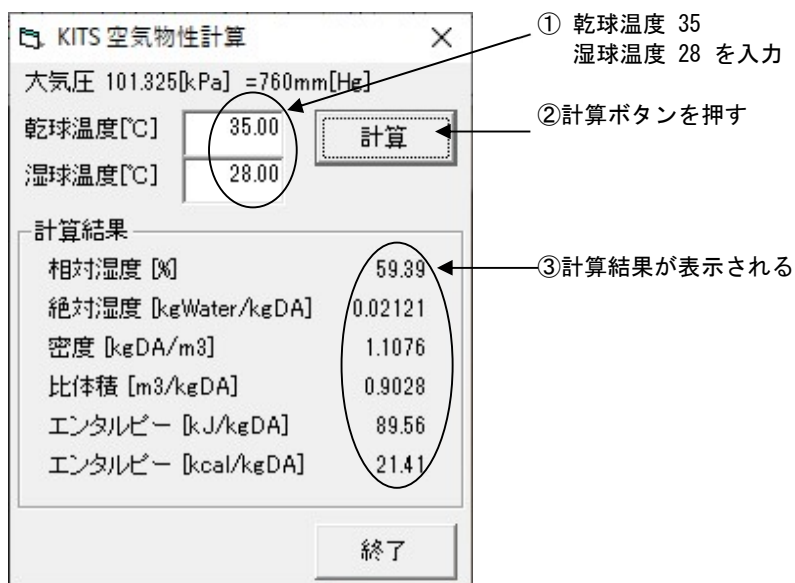 KITS 空気物性計算
① 乾球温度 35
湿球温度 28 を入力
大気圧 101.325[kPa] =760mm[Hg]
乾球温度[℃] 35.00
計算
②計算ボタンを押す
湿球温度[℃] 28.00
計算結果
相対湿度 [%] 59.39
③計算結果が表示される
絶対湿度 [kgWater/kgDA] 0.02121
密度 [kgDA/m3] 1.1076
比体積 [m3/kgDA] 0.9028
エンタルピー [kJ/kgDA] 89.56
エンタルピー [kcal/kgDA] 21.41
終了